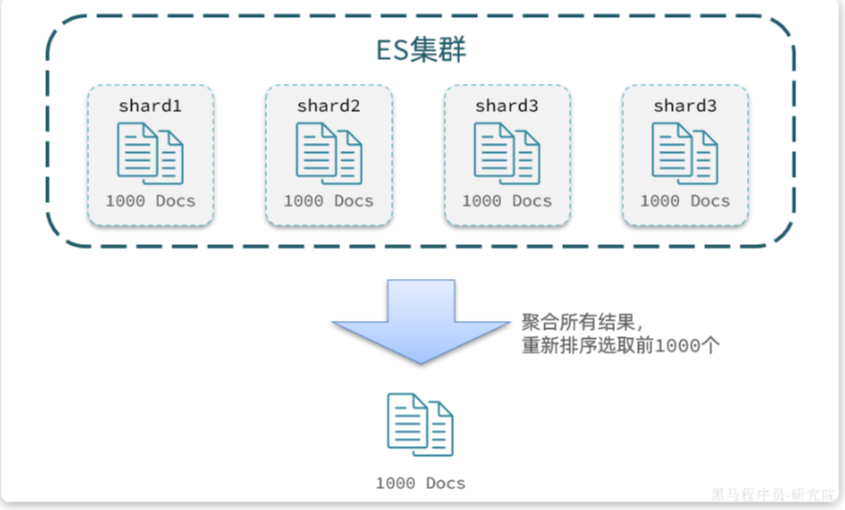 ES集群
shard1
shard2
shard3
shard3
1000 Docs
1000 Docs
1000 Docs
1000 Docs
聚合所有结果，
重新排序选取前1000个
1000 Docs
黑马程序员-研究院